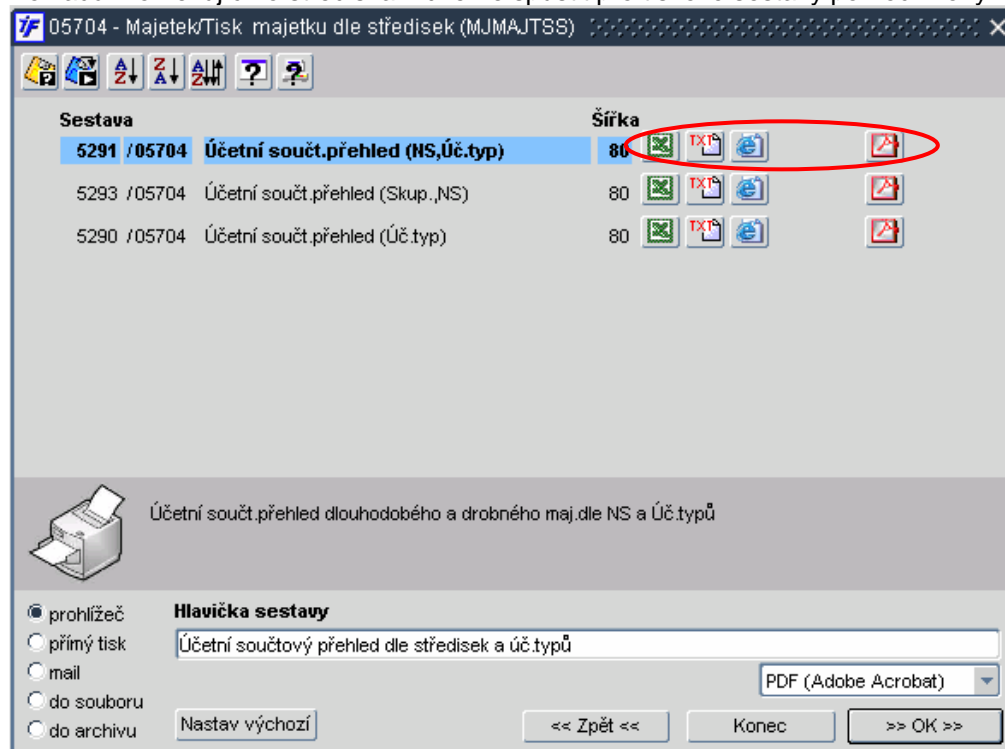 05704 - Majetek/Tisk majetku dle středisek (MJMAJTSS)
Sestava Šířka
5291 /05704 Účetní součt.přehled (NS,Úč.typ) 80 TXT
5293 /05704 Účetní součt.přehled (Skup.,NS) 80 TXT
5290 /05704 Účetní součt.přehled (Úč.typ) 80 TXT
Účetní součt.přehled dlouhodobého a drobného maj.dle NS a Úč.typů
prohlížeč Hlavička sestavy
přímý tisk Účetní součtový přehled dle středisek a úč.typů
mail PDF (Adobe Acrobat)
do souboru
do archivu Nastav výchozí << Zpět << Konec >> OK >>